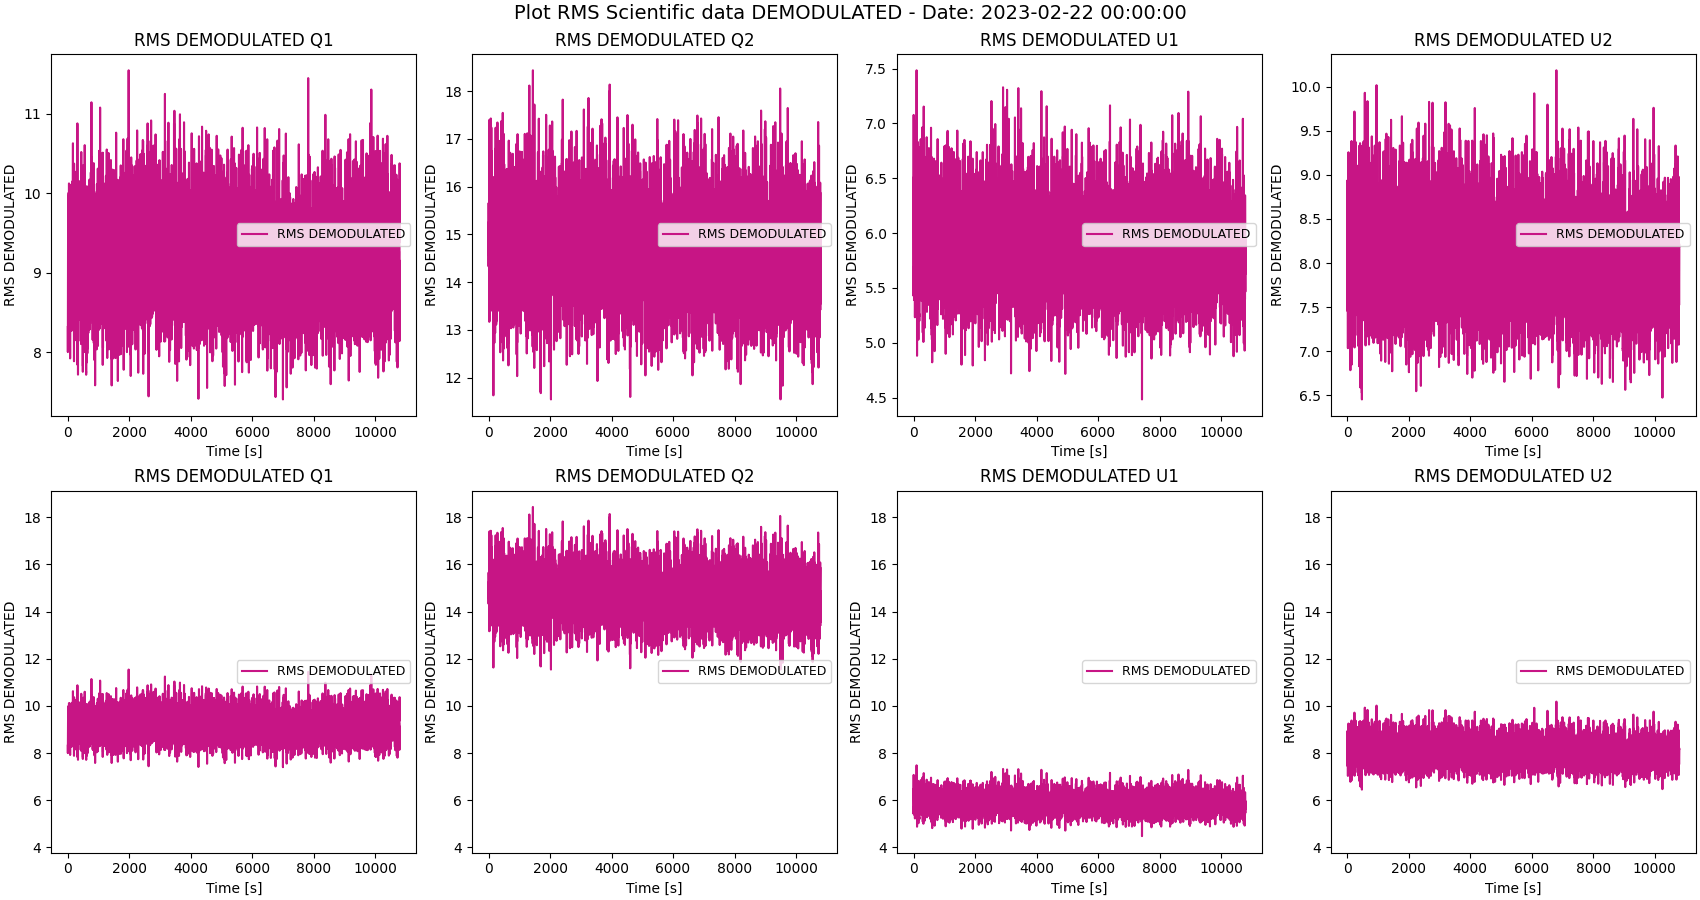 Plot RMS Scientific data DEMODULATED - Date: 2023-02-22 00:00:00
RMS DEMODULATED Q1
RMS DEMODULATED
11
10
9
8
RMS DEMODULATED
0 2000 4000 6000 8000 10000
Time [s]
RMS DEMODULATED Q2
RMS DEMODULATED
18
17
16
15
14
13
12
RMS DEMODULATED
0 2000 4000 6000 8000 10000
Time [s]
RMS DEMODULATED U1
RMS DEMODULATED
7.5
7.0
6.5
6.0
5.5
5.0
4.5
RMS DEMODULATED
0 2000 4000 6000 8000 10000
Time [s]
RMS DEMODULATED U2
RMS DEMODULATED
10.0
9.5
9.0
8.5
8.0
7.5
7.0
6.5
RMS DEMODULATED
0 2000 4000 6000 8000 10000
Time [s]
RMS DEMODULATED Q1
RMS DEMODULATED
18
16
14
12
10
8
6
4
RMS DEMODULATED
0 2000 4000 6000 8000 10000
Time [s]
RMS DEMODULATED Q2
RMS DEMODULATED
18
16
14
12
10
8
6
4
RMS DEMODULATED
0 2000 4000 6000 8000 10000
Time [s]
RMS DEMODULATED U1
RMS DEMODULATED
18
16
14
12
10
8
6
4
RMS DEMODULATED
0 2000 4000 6000 8000 10000
Time [s]
RMS DEMODULATED U2
RMS DEMODULATED
18
16
14
12
10
8
6
4
RMS DEMODULATED
0 2000 4000 6000 8000 10000
Time [s]